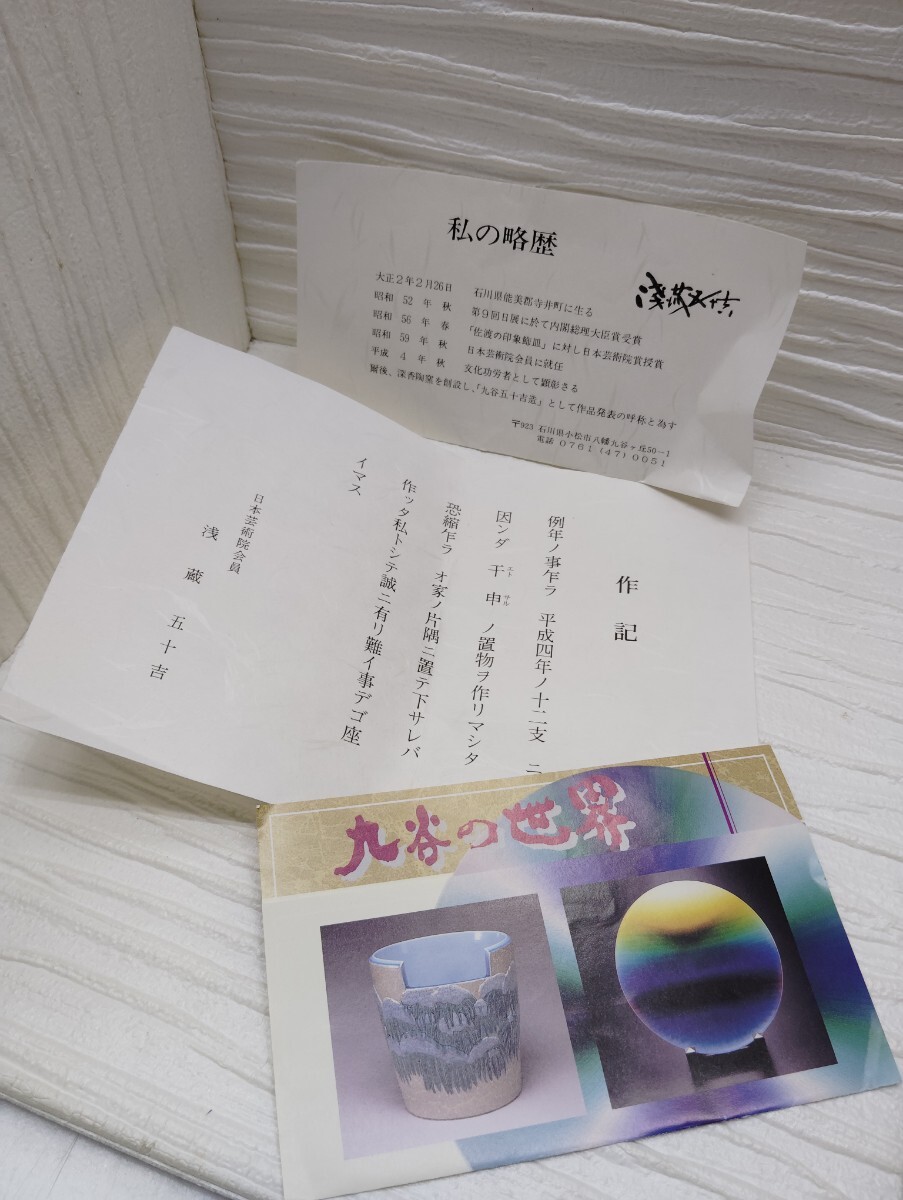 私の略歴
浅蔵五十吉
大正2年2月26日 石川県能美郡寺井町に生る
昭和 52 年 秋 第9回日展に於て内閣総理大臣賞受賞
昭和 56 年 春 「佐渡の印象飾皿」に対し日本芸術院賞授賞
昭和 59 年 秋 日本芸術院会員に就任
平成 4 年 秋 文化功労者として顕彰さる
爾後、深香陶窯を創設し、「九谷五十吉造」として作品発表の呼称と為す
〒923 石川県小松市八幡九谷ヶ丘50−1
電話 0761(47)0051
作記
例年ノ事乍ラ 平成四年ノ十二支 ニ
因ンダ 干申 ノ置物ヲ作リマシタ
エト サル
恐縮乍ラ オ家ノ片隅ニ置テ下サレバ
作ッタ私トシテ誠ニ有リ難イ事デゴ座
イマス
日本芸術院会員
浅蔵五十吉
九谷の世界